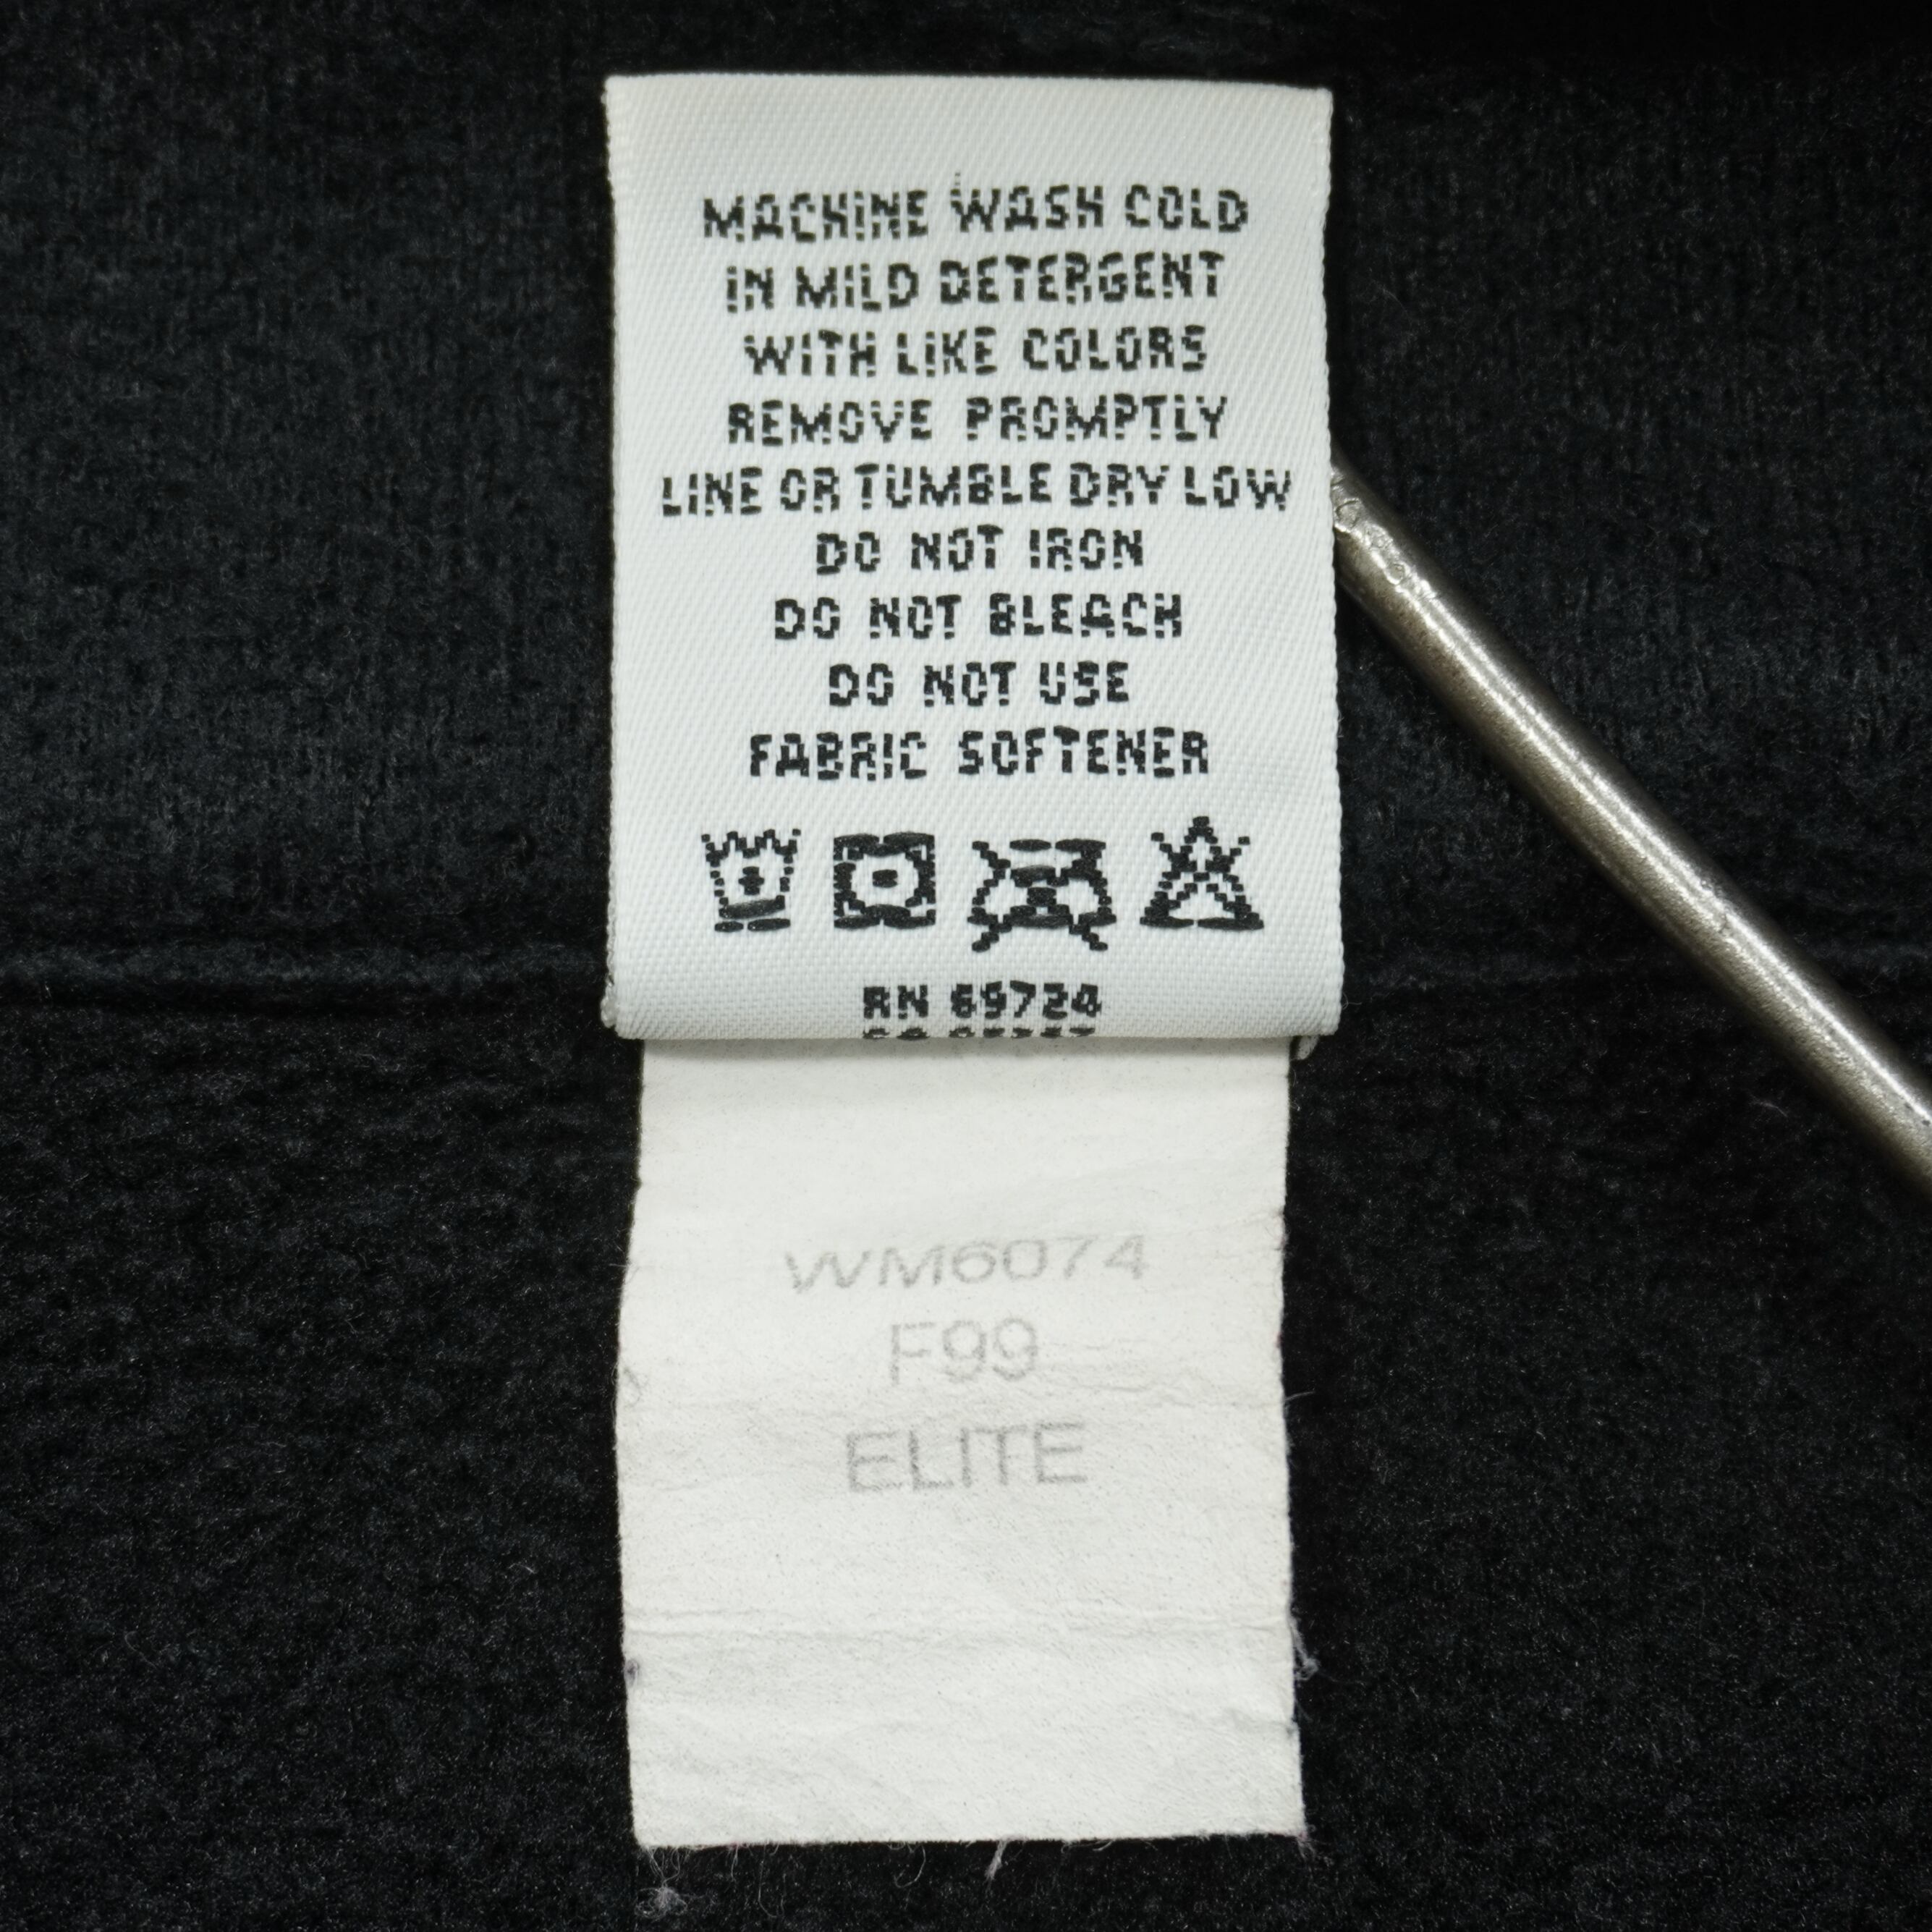 MACHINE WASH COLD
IN MILD DETERGENT
WITH LIKE COLORS
REMOVE PROMPTLY
LINE OR TUMBLE DRY LOW
DO NOT IRON
DO NOT BLEACH
DO NOT USE
FABRIC SOFTENER
RN 69724
WM6074
F99
ELITE